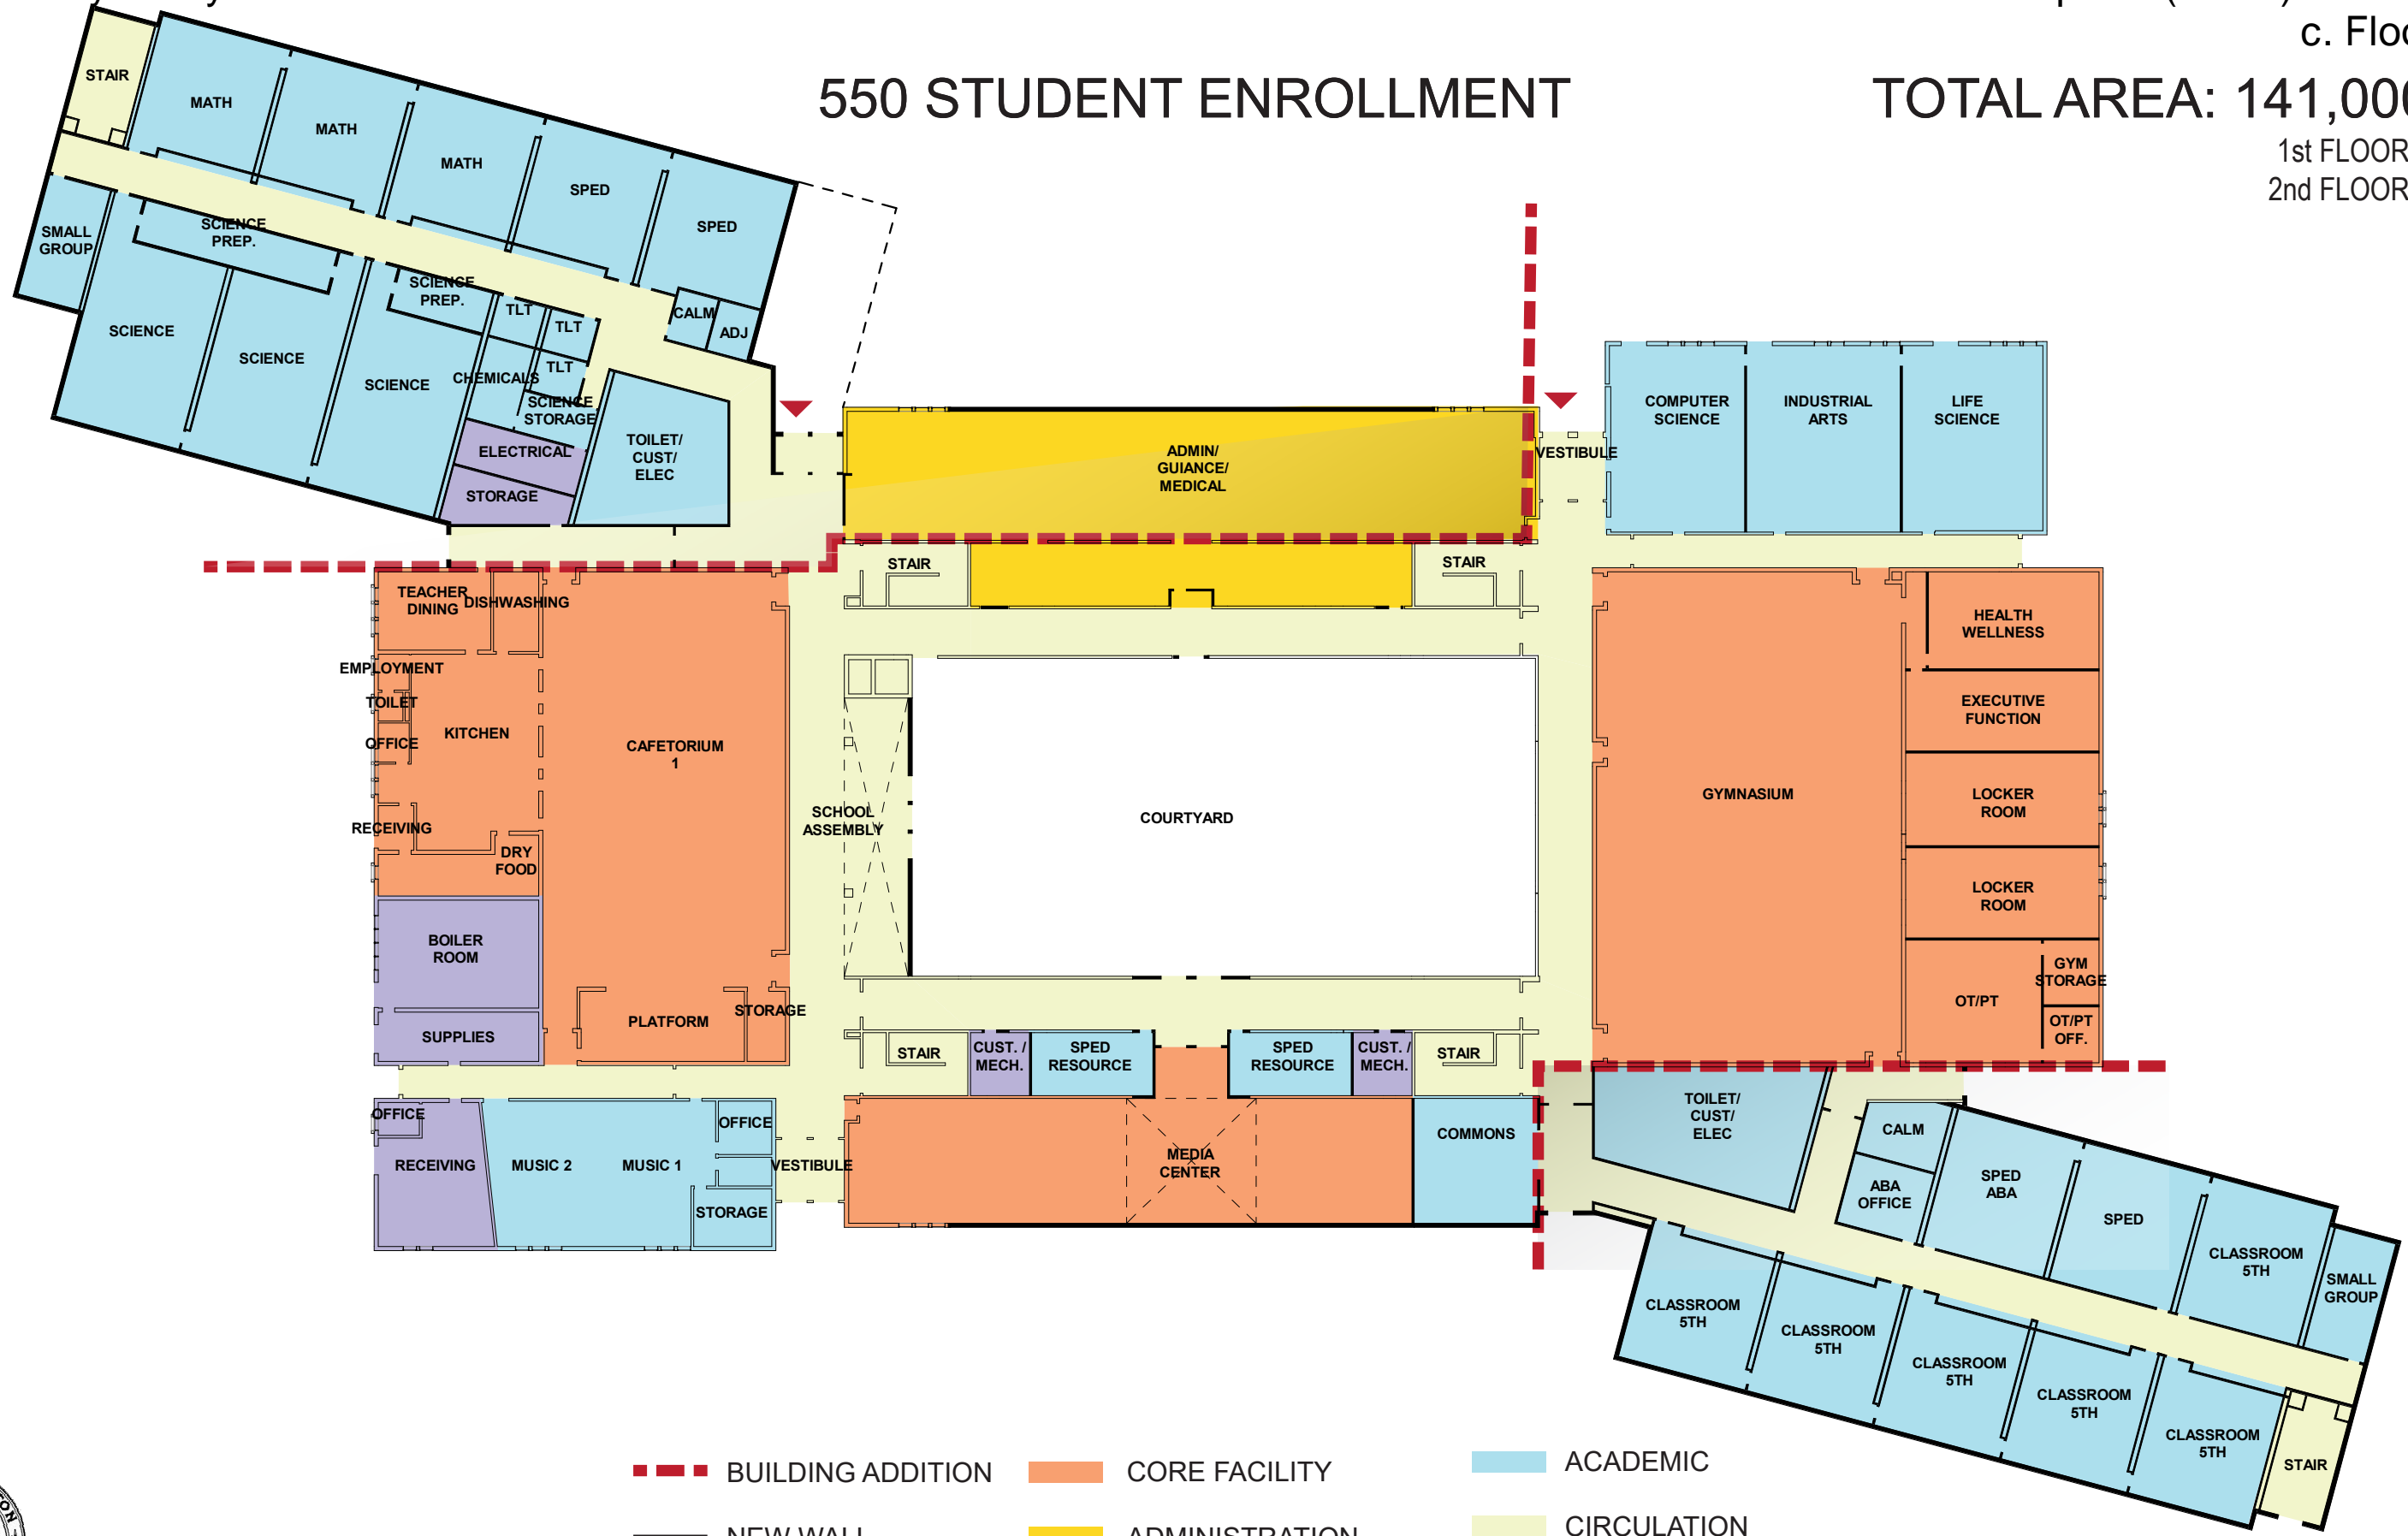 c. Floo
550 STUDENT ENROLLMENT
TOTAL AREA: 141,000
1st FLOOR
2nd FLOOR
STAIR
MATH
MATH
MATH
SPED
SPED
SMALL
GROUP
SCIENCE
PREP.
SCIENCE
PREP.
TLT
TLT
TLT
CALM
ADJ
SCIENCE
SCIENCE
SCIENCE
CHEMICALS
SCIENCE
STORAGE
ELECTRICAL
STORAGE
TOILET/
CUST/
ELEC
ADMIN/
GUIANCE/
MEDICAL
VESTIBULE
COMPUTER
SCIENCE
INDUSTRIAL
ARTS
LIFE
SCIENCE
STAIR
STAIR
TEACHER
DINING
DISHWASHING
EMPLOYMENT
TOILET
OFFICE
KITCHEN
CAFETORIUM
1
RECEIVING
DRY
FOOD
SCHOOL
ASSEMBLY
COURTYARD
GYMNASIUM
HEALTH
WELLNESS
EXECUTIVE
FUNCTION
LOCKER
ROOM
LOCKER
ROOM
BOILER
ROOM
SUPPLIES
PLATFORM
STORAGE
GYM
STORAGE
OT/PT
OT/PT
OFF.
STAIR
CUST. /
MECH.
SPED
RESOURCE
SPED
RESOURCE
CUST. /
MECH.
STAIR
OFFICE
RECEIVING
MUSIC 2
MUSIC 1
OFFICE
STORAGE
VESTIBULE
MEDIA
CENTER
COMMONS
TOILET/
CUST/
ELEC
CALM
ABA
OFFICE
SPED
ABA
SPED
CLASSROOM
5TH
SMALL
GROUP
CLASSROOM
5TH
CLASSROOM
5TH
CLASSROOM
5TH
CLASSROOM
5TH
CLASSROOM
5TH
STAIR
BUILDING ADDITION
CORE FACILITY
ACADEMIC
NEW WALL
ADMINISTRATION
CIRCULATION